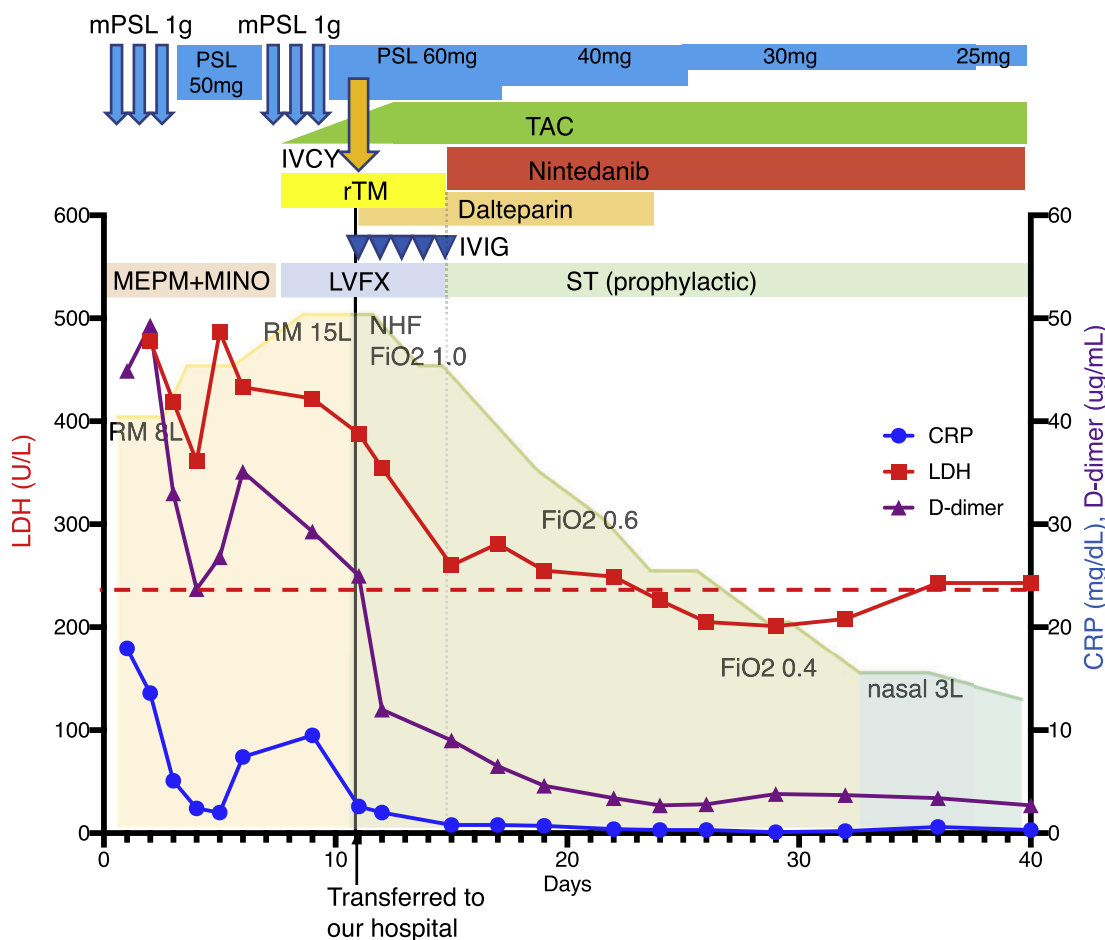 mPSL 1g
mPSL 1g
PSL
50mg
PSL 60mg
40mg
30mg
25mg
TAC
IVCY
Nintedanib
rTM
Dalteparin
IVIG
MEPM+MINO
LVFX
ST (prophylactic)
RM 8L
RM 15L
NHF
FiO2 1.0
FiO2 0.6
FiO2 0.4
nasal 3L
CRP
LDH
D-dimer
LDH (U/L)
600
500
400
300
200
100
0
CRP (mg/dL), D-dimer (ug/mL)
60
50
40
30
20
10
0
0
10
20
30
40
Days
Transferred to
our hospital